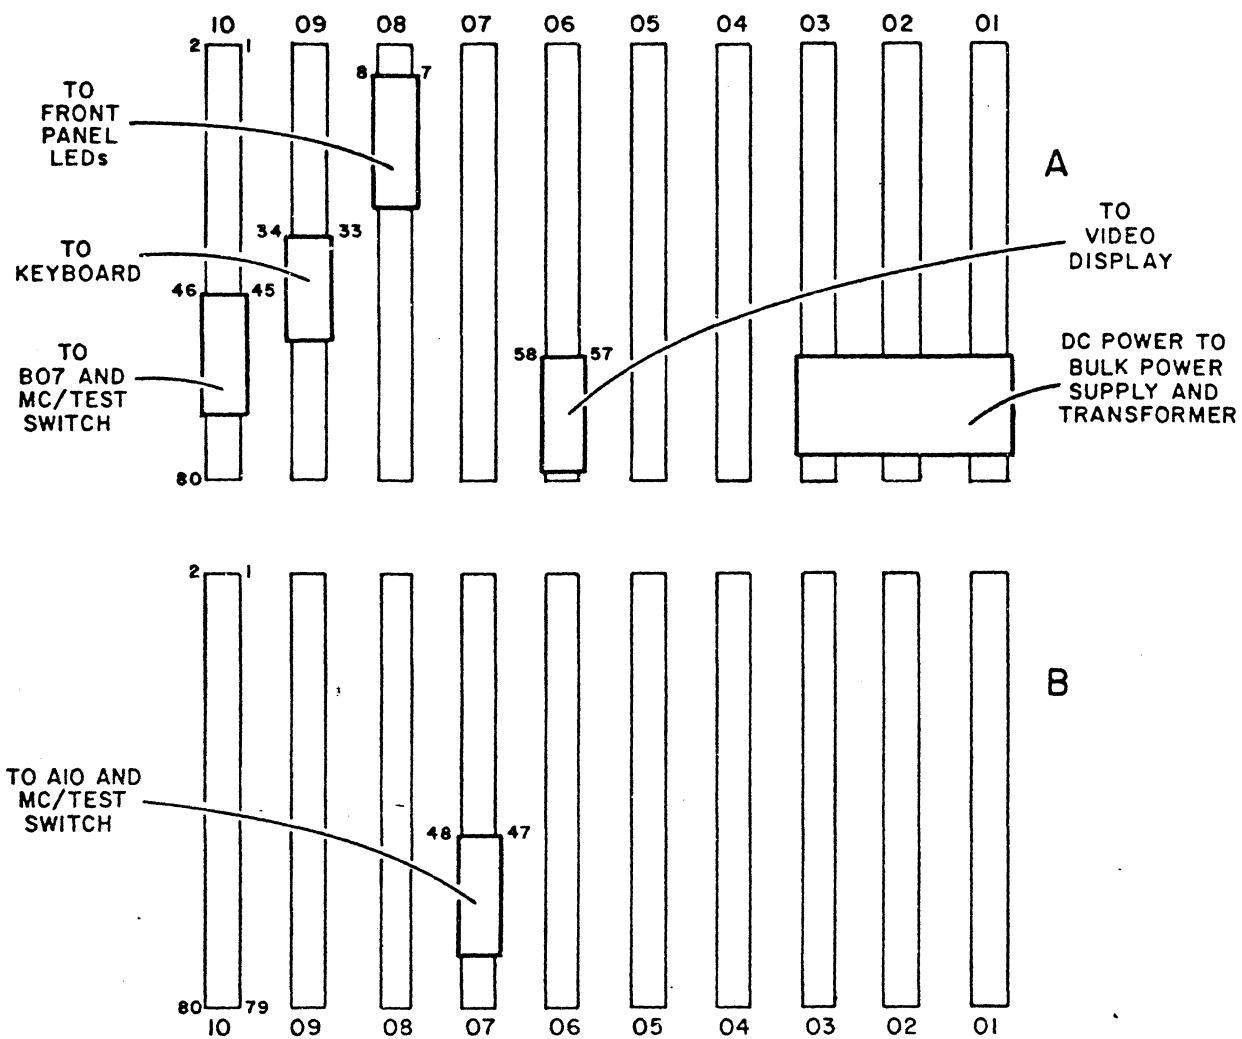 10 09 08 07 06 05 04 03 02 01
2 1
8 7
TO
FRONT
PANEL
LEDs
A
TO
VIDEO
DISPLAY
34 33
TO
KEYBOARD
46 45
58 57
TO
B07 AND
MC/TEST
SWITCH
DC POWER TO
BULK POWER
SUPPLY AND
TRANSFORMER
80
2 1
B
TO A10 AND
MC/TEST
SWITCH
48 47
80 79
10 09 08 07 06 05 04 03 02 01